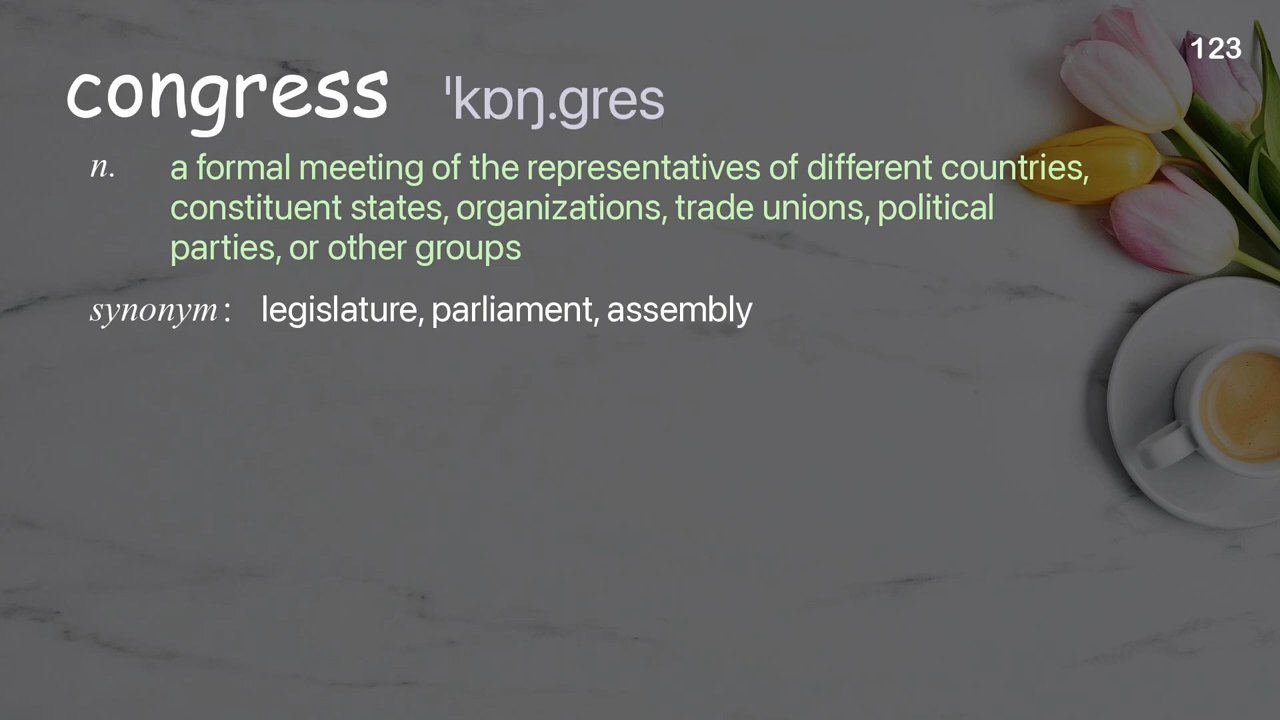 123
congress ˈkɒŋ.gres
n. a formal meeting of the representatives of different countries,
constituent states, organizations, trade unions, political
parties, or other groups
synonym: legislature, parliament, assembly